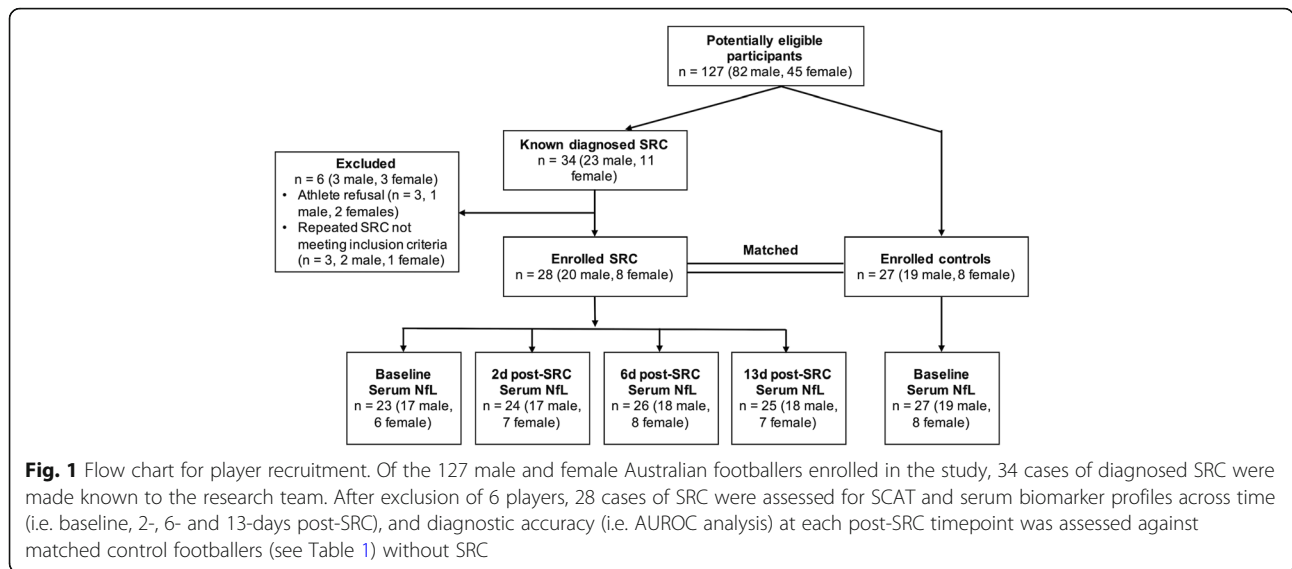 Potentially eligible
participants
n = 127 (82 male, 45 female)
Known diagnosed SRC
n = 34 (23 male, 11
female)
Excluded
n = 6 (3 male, 3 female)
• Athlete refusal (n = 3, 1
male, 2 females)
• Repeated SRC not
meeting inclusion criteria
(n = 3, 2 male, 1 female)
Enrolled SRC
n = 28 (20 male, 8 female)
Matched
Enrolled controls
n = 27 (19 male, 8 female)
Baseline
Serum NfL
n = 23 (17 male,
6 female)
2d post-SRC
Serum NfL
n = 24 (17 male,
7 female)
6d post-SRC
Serum NfL
n = 26 (18 male,
8 female)
13d post-SRC
Serum NfL
n = 25 (18 male,
7 female)
Baseline
Serum NfL
n = 27 (19 male,
8 female)
Fig. 1 Flow chart for player recruitment. Of the 127 male and female Australian footballers enrolled in the study, 34 cases of diagnosed SRC were
made known to the research team. After exclusion of 6 players, 28 cases of SRC were assessed for SCAT and serum biomarker profiles across time
(i.e. baseline, 2-, 6- and 13-days post-SRC), and diagnostic accuracy (i.e. AUROC analysis) at each post-SRC timepoint was assessed against
matched control footballers (see Table 1) without SRC